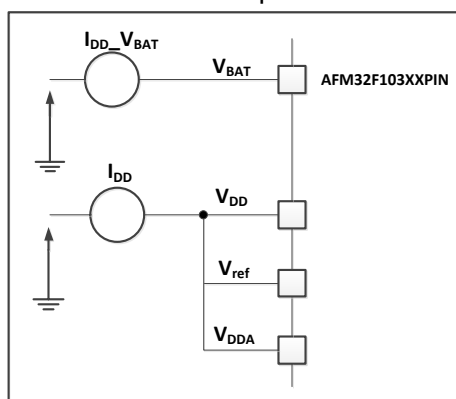 IDD_VBAT
VBAT
AFM32F103XXPIN
IDD
VDD
Vref
VDDA